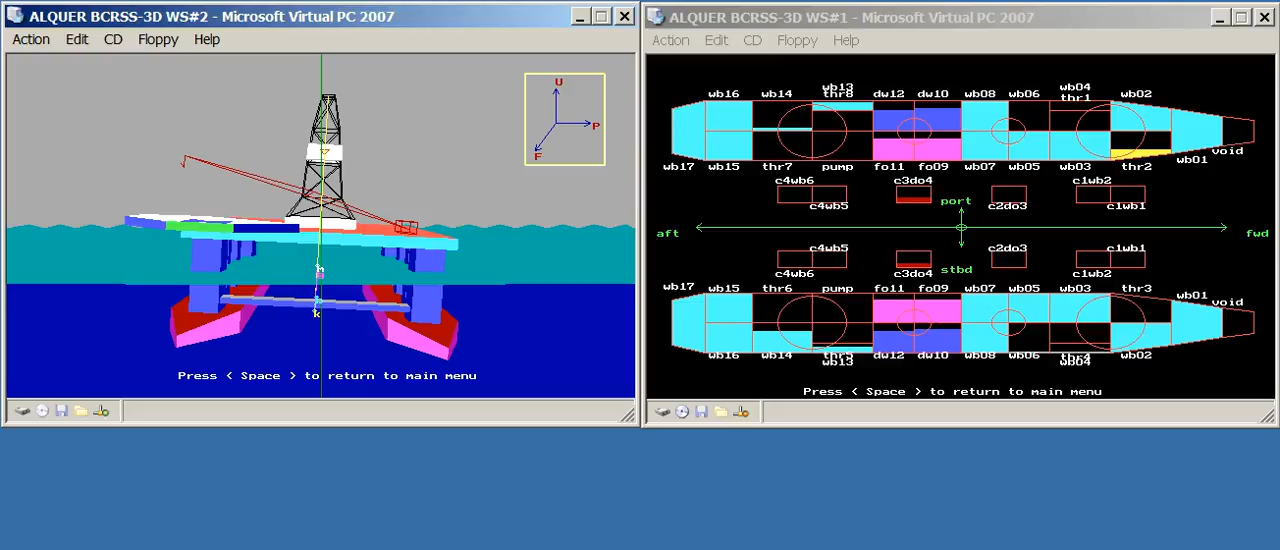 ALQUER BCRSS-3D WS#2 - Microsoft Virtual PC 2007
Action Edit CD Floppy Help
U
P
F
k
Press < Space > to return to main menu
ALQUER BCRSS-3D WS#1 - Microsoft Virtual PC 2007
Action Edit CD Floppy Help
wb13 wb04
wb16 wb14 thr8 dw12 dw10 wb08 wb06 thr1 wb02
void
wb17 wb15 thr7 pump fo11 fo09 wb07 wb05 wb03 thr2 wb01
c4wb6 c3do4 c1wb2
c4wb5 port c2do3 c1wb1
aft fwd
c4wb5 c2do3 c1wb1
c4wb6 c3do4 stbd c1wb2
wb17 wb15 thr6 pump fo11 fo09 wb07 wb05 wb03 thr3 wb01
void
wb16 wb14 thr5 dw12 dw10 wb08 wb06 thr4 wb02
wb13 wb04
Press < Space > to return to main menu